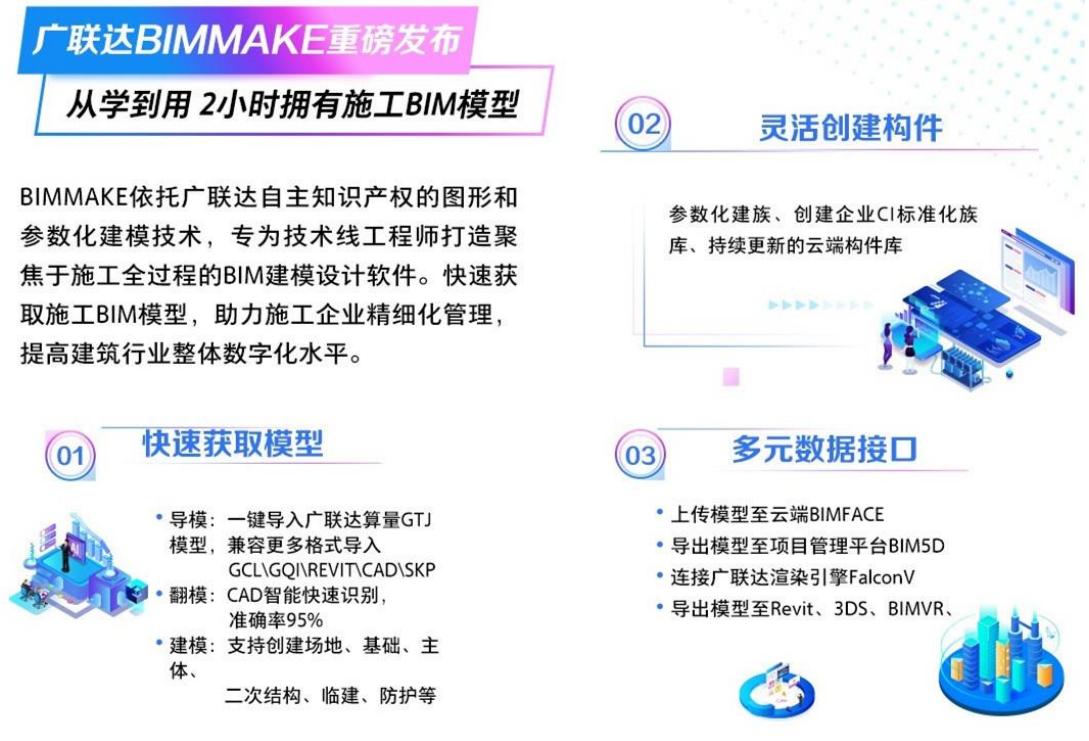 广联达BIMMAKE重磅发布
从学到用 2小时拥有施工BIM模型
BIMMAKE依托广联达自主知识产权的图形和
参数化建模技术，专为技术线工程师打造聚
焦于施工全过程的BIM建模设计软件。快速获
取施工BIM模型，助力施工企业精细化管理，
提高建筑行业整体数字化水平。
01 快速获取模型
• 导模：一键导入广联达算量GTJ
模型，兼容更多格式导入
GCL\GQI\REVIT\CAD\SKP
• 翻模：CAD智能快速识别，
准确率95%
• 建模：支持创建场地、基础、主
体、
二次结构、临建、防护等
02 灵活创建构件
参数化建族、创建企业CI标准化族
库、持续更新的云端构件库
03 多元数据接口
• 上传模型至云端BIMFACE
• 导出模型至项目管理平台BIM5D
• 连接广联达渲染引擎FalconV
• 导出模型至Revit、3DS、BIMVR、